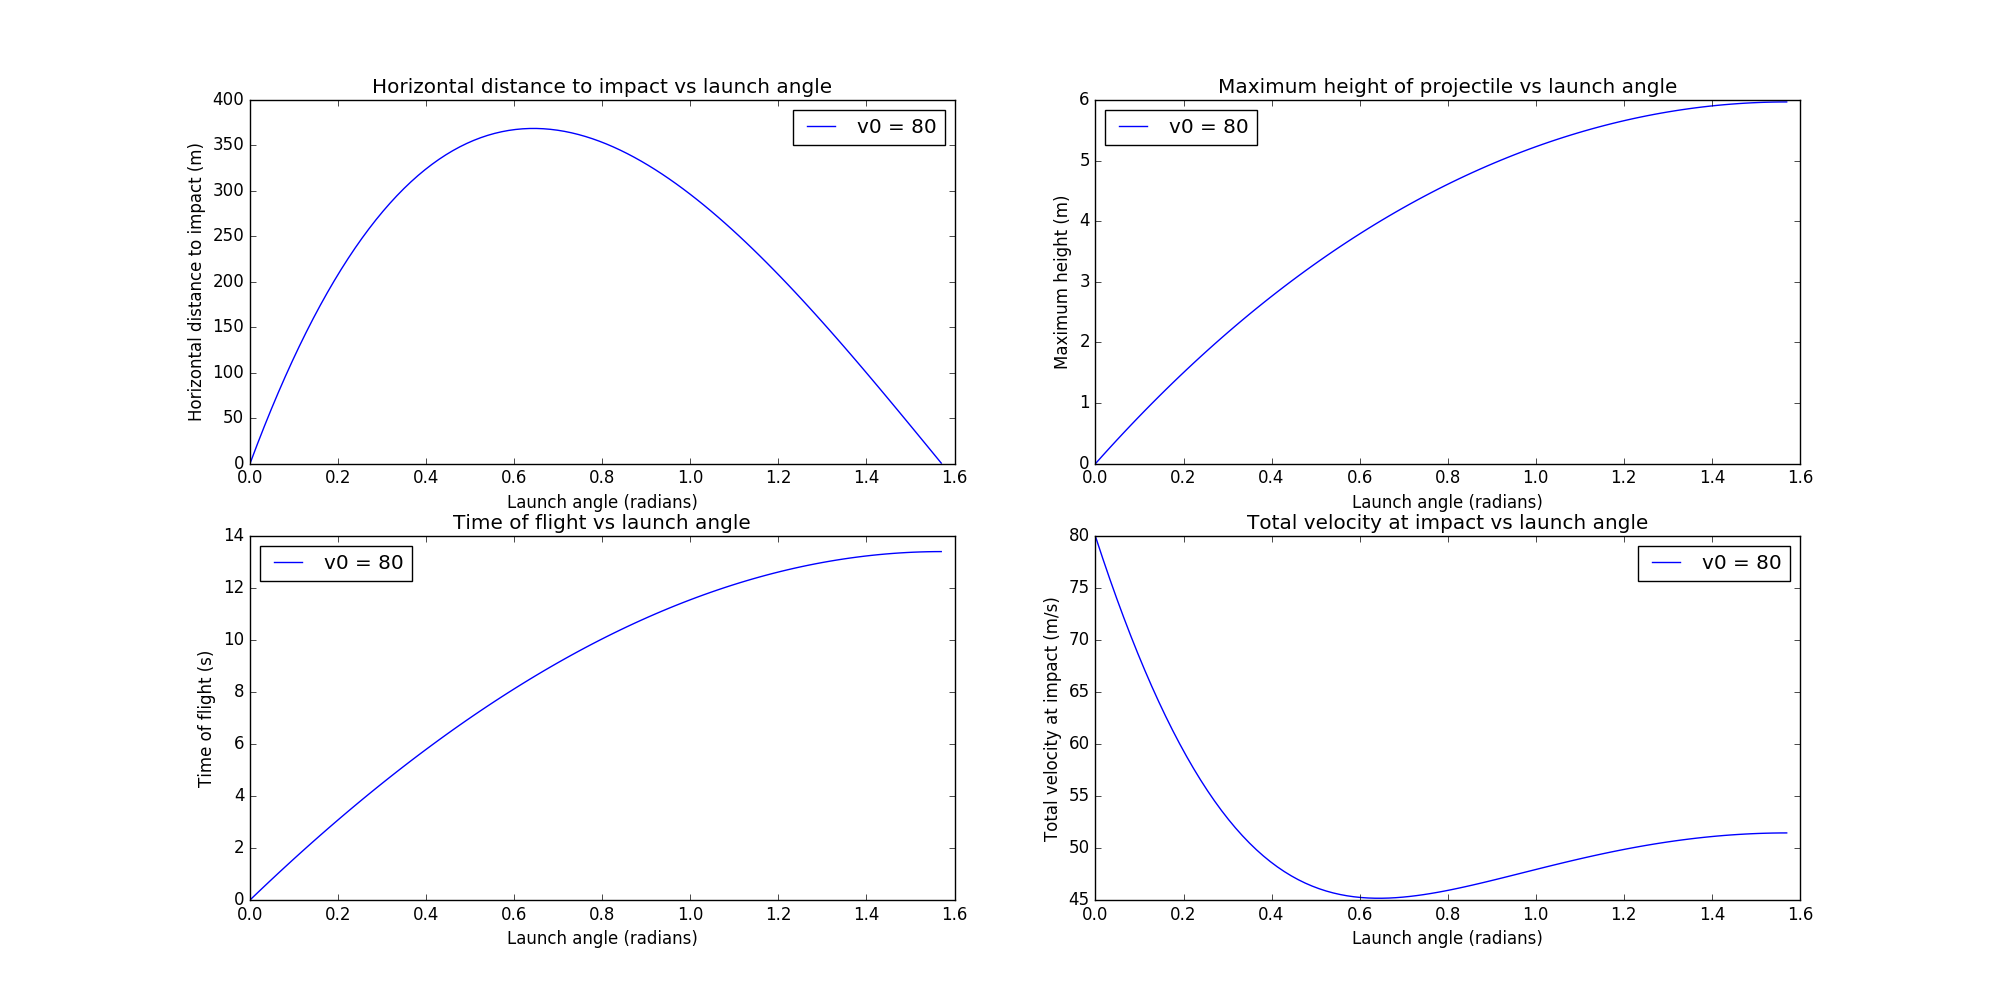 Horizontal distance to impact vs launch angle
400
350
300
250
200
150
100
50
0
Horizontal distance to impact (m)
v0 = 80
0.0 0.2 0.4 0.6 0.8 1.0 1.2 1.4 1.6
Launch angle (radians)
Maximum height of projectile vs launch angle
6
5
4
3
2
1
0
Maximum height (m)
v0 = 80
0.0 0.2 0.4 0.6 0.8 1.0 1.2 1.4 1.6
Launch angle (radians)
Time of flight vs launch angle
14
12
10
8
6
4
2
0
Time of flight (s)
v0 = 80
0.0 0.2 0.4 0.6 0.8 1.0 1.2 1.4 1.6
Launch angle (radians)
Total velocity at impact vs launch angle
80
75
70
65
60
55
50
45
Total velocity at impact (m/s)
v0 = 80
0.0 0.2 0.4 0.6 0.8 1.0 1.2 1.4 1.6
Launch angle (radians)